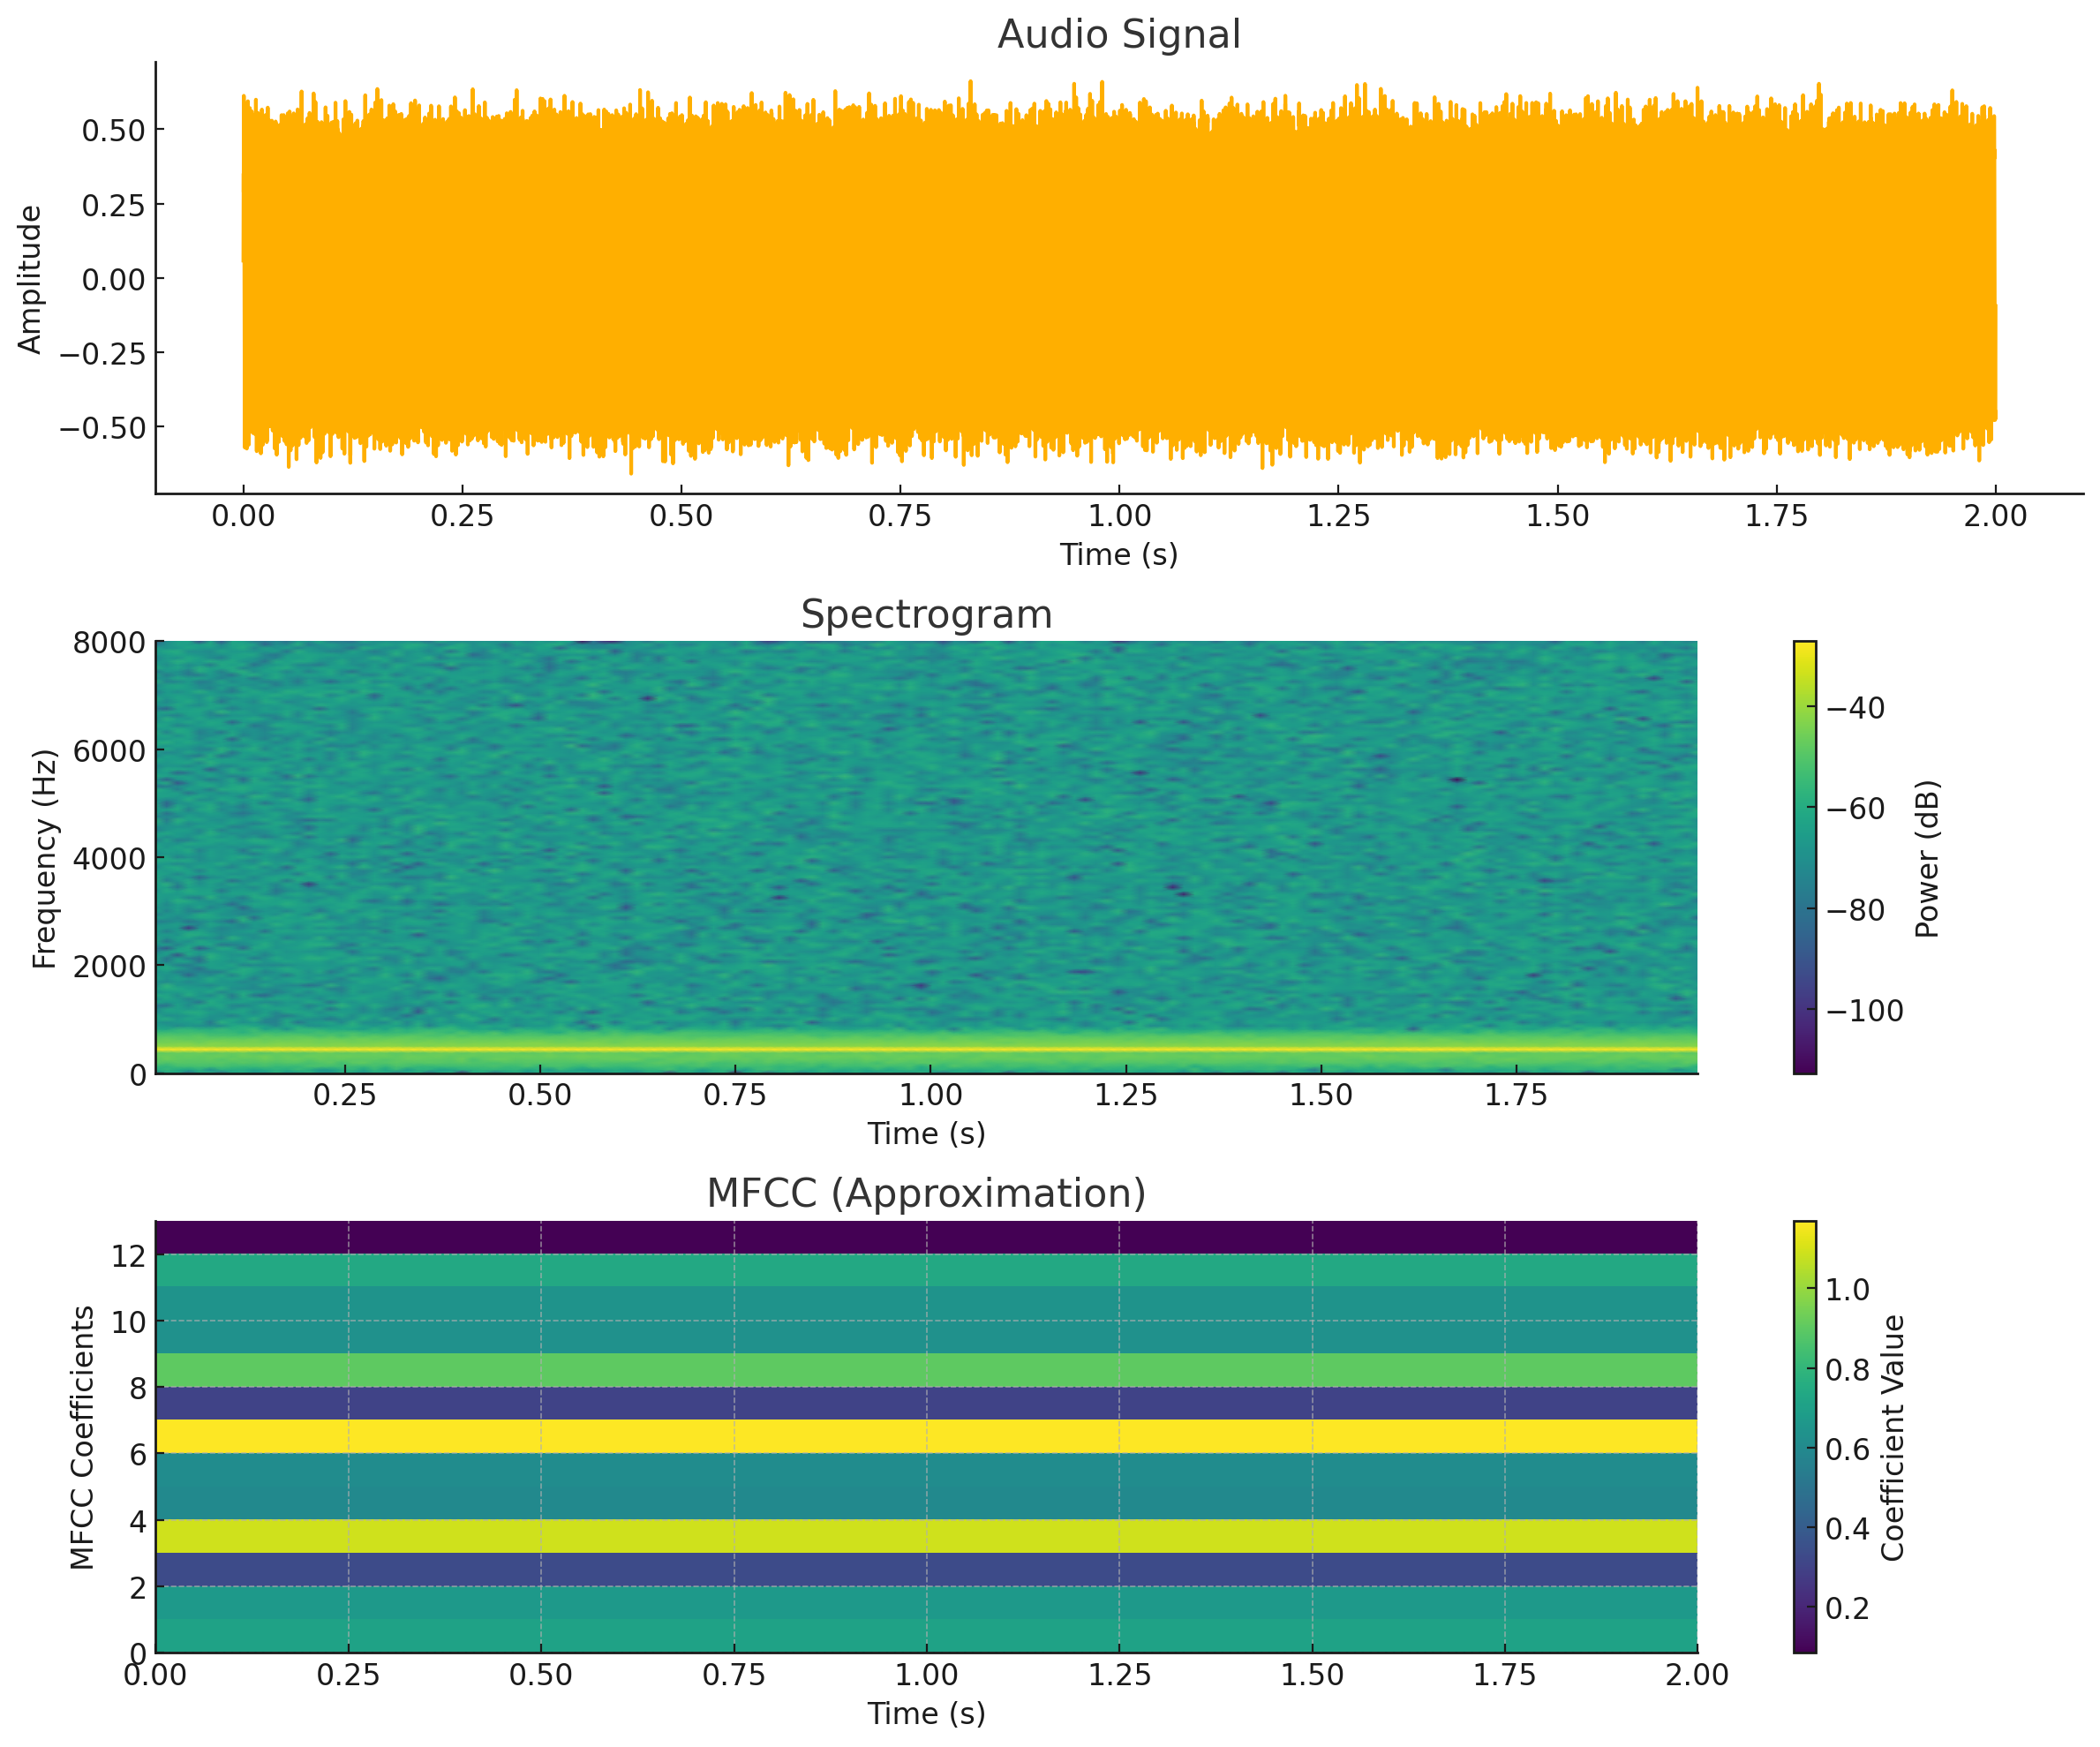 Audio Signal
0.50
0.25
0.00
−0.25
−0.50
Amplitude
0.00 0.25 0.50 0.75 1.00 1.25 1.50 1.75 2.00
Time (s)
Spectrogram
8000
6000
4000
2000
0
Frequency (Hz)
0.25 0.50 0.75 1.00 1.25 1.50 1.75
Time (s)
−40
−60
−80
−100
Power (dB)
MFCC (Approximation)
12
10
8
6
4
2
0
MFCC Coefficients
0.00 0.25 0.50 0.75 1.00 1.25 1.50 1.75 2.00
Time (s)
1.0
0.8
0.6
0.4
0.2
Coefficient Value